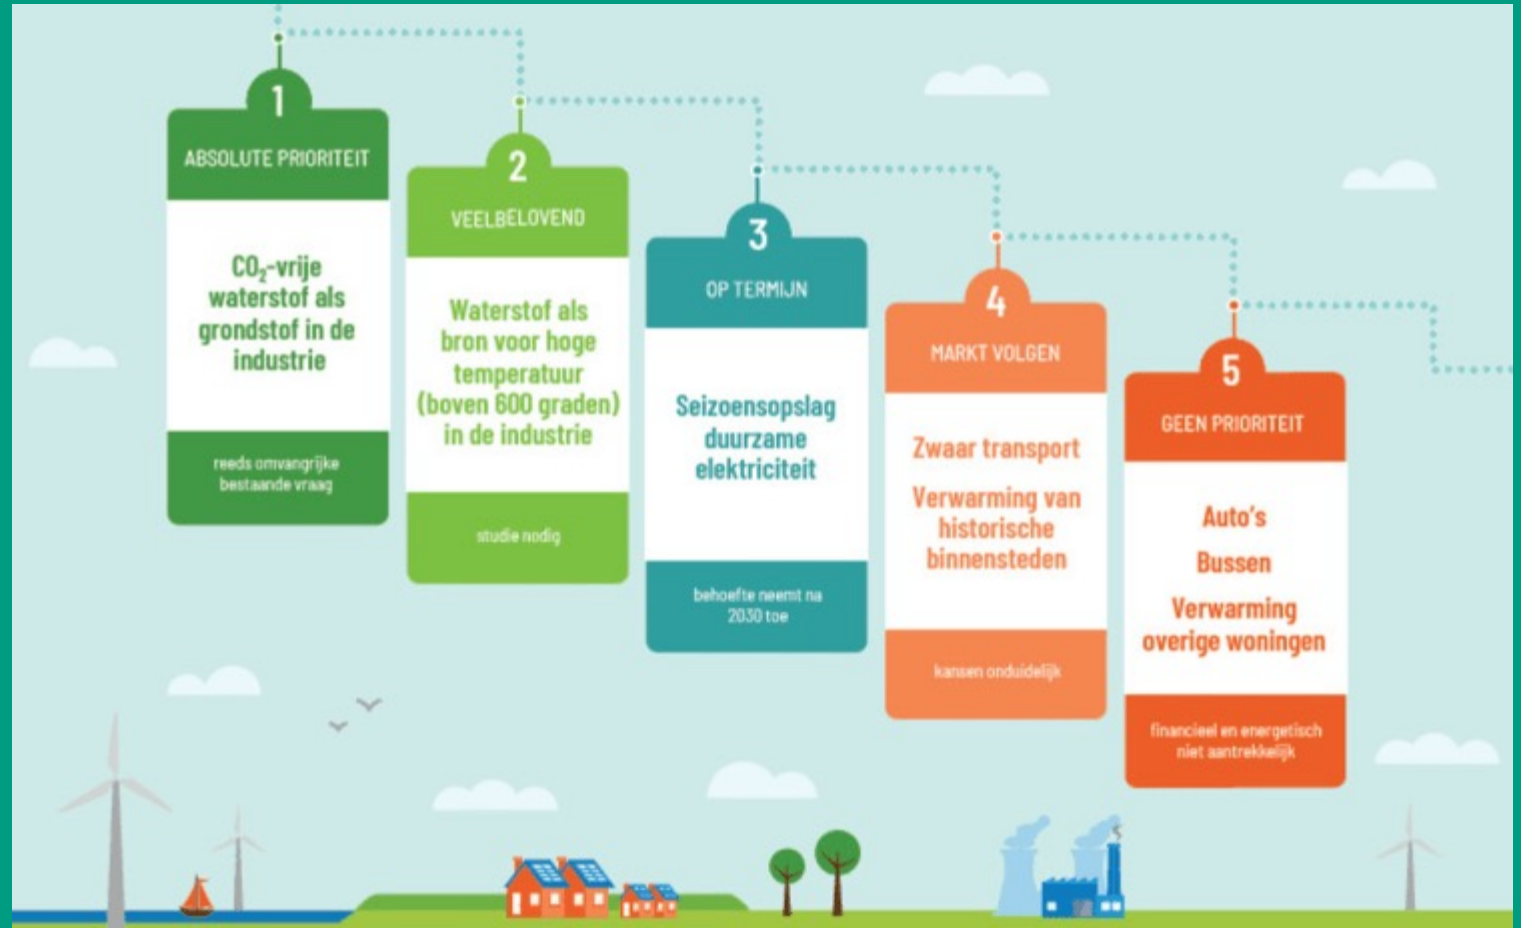 1
ABSOLUTE PRIORITEIT
CO₂-vrije
waterstof als
grondstof in de
industrie
reeds omvangrijke
bestaande vraag
2
VEELBELOVEND
Waterstof als
bron voor hoge
temperatuur
(boven 600 graden)
in de industrie
studie nodig
3
OP TERMIJN
Seizoensopslag
duurzame
elektriciteit
behoefte neemt na
2030 toe
4
MARKT VOLGEN
Zwaar transport
Verwarming van
historische
binnensteden
kansen onduidelijk
5
GEEN PRIORITEIT
Auto's
Bussen
Verwarming
overige woningen
financieel en energetisch
niet aantrekkelijk